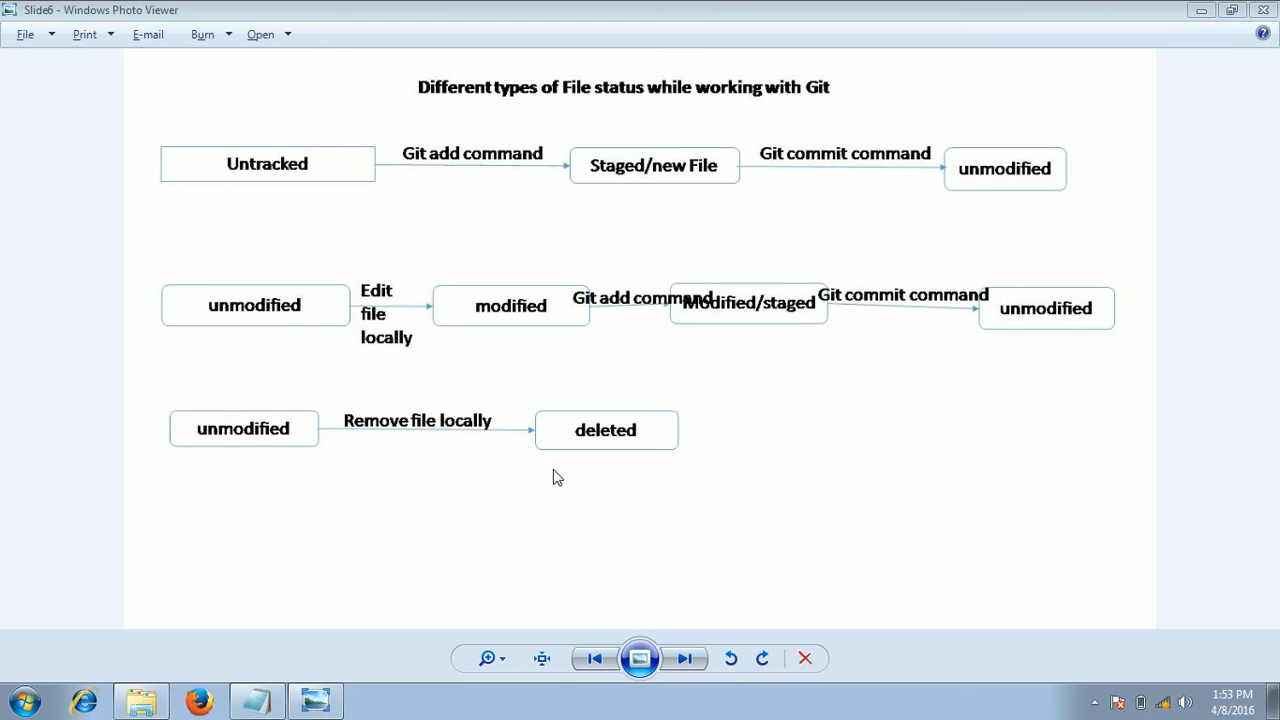 Slide6 - Windows Photo Viewer
File Print E-mail Burn Open
Different types of File status while working with Git
Untracked Git add command Staged/new File Git commit command unmodified
unmodified Edit file locally modified Git add command Modified/staged Git commit command unmodified
unmodified Remove file locally deleted
1:53 PM
4/8/2016